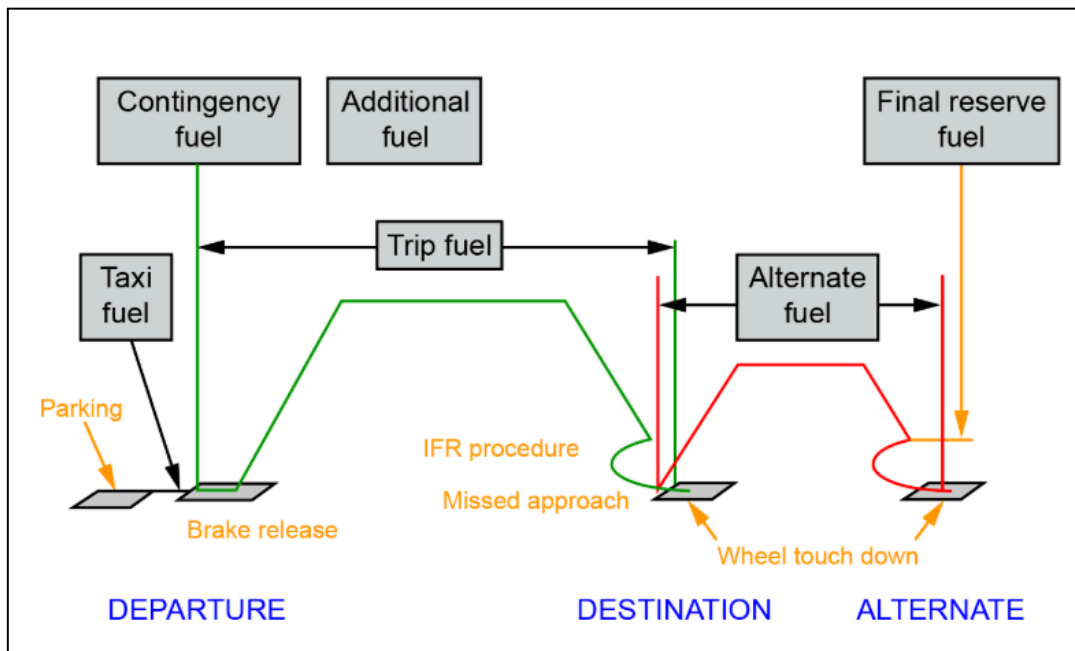 Contingency
fuel
Additional
fuel
Final reserve
fuel
Trip fuel
Taxi
fuel
Alternate
fuel
Parking
IFR procedure
Missed approach
Brake release
Wheel touch down
DEPARTURE
DESTINATION
ALTERNATE